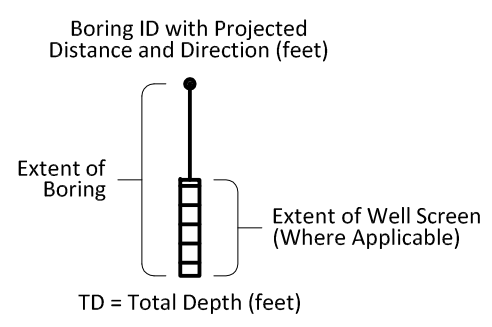 Boring ID with Projected
Distance and Direction (feet)
Extent of
Boring
Extent of Well Screen
(Where Applicable)
TD = Total Depth (feet)